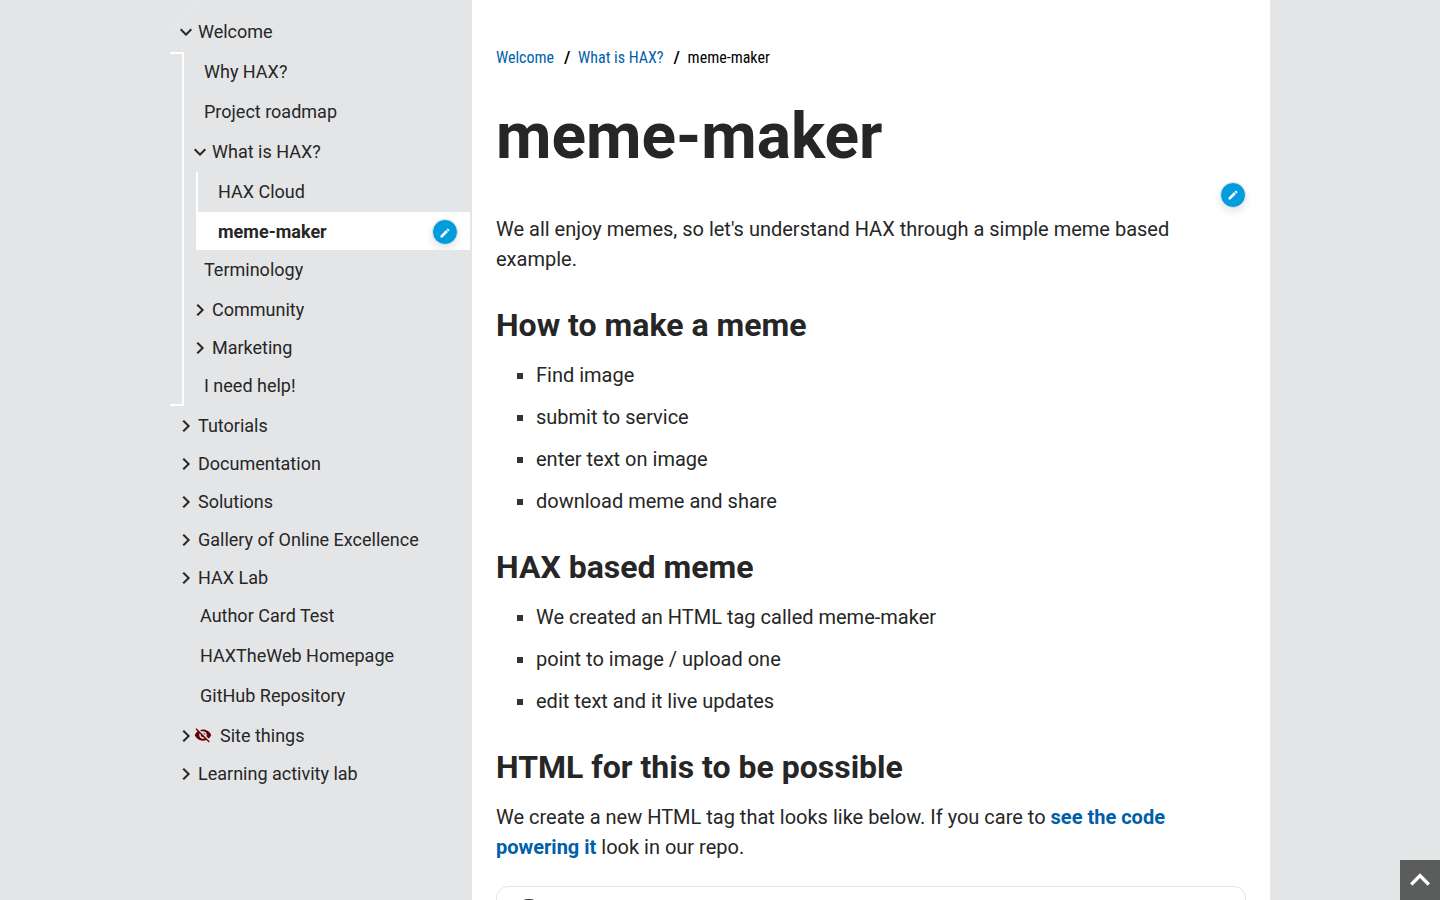 Welcome
Why HAX?
Project roadmap
What is HAX?
HAX Cloud
meme-maker
Terminology
Community
Marketing
I need help!
Tutorials
Documentation
Solutions
Gallery of Online Excellence
HAX Lab
Author Card Test
HAXTheWeb Homepage
GitHub Repository
Site things
Learning activity lab
Welcome / What is HAX? / meme-maker
meme-maker
We all enjoy memes, so let's understand HAX through a simple meme based
example.
How to make a meme
Find image
submit to service
enter text on image
download meme and share
HAX based meme
We created an HTML tag called meme-maker
point to image / upload one
edit text and it live updates
HTML for this to be possible
We create a new HTML tag that looks like below. If you care to see the code
powering it look in our repo.